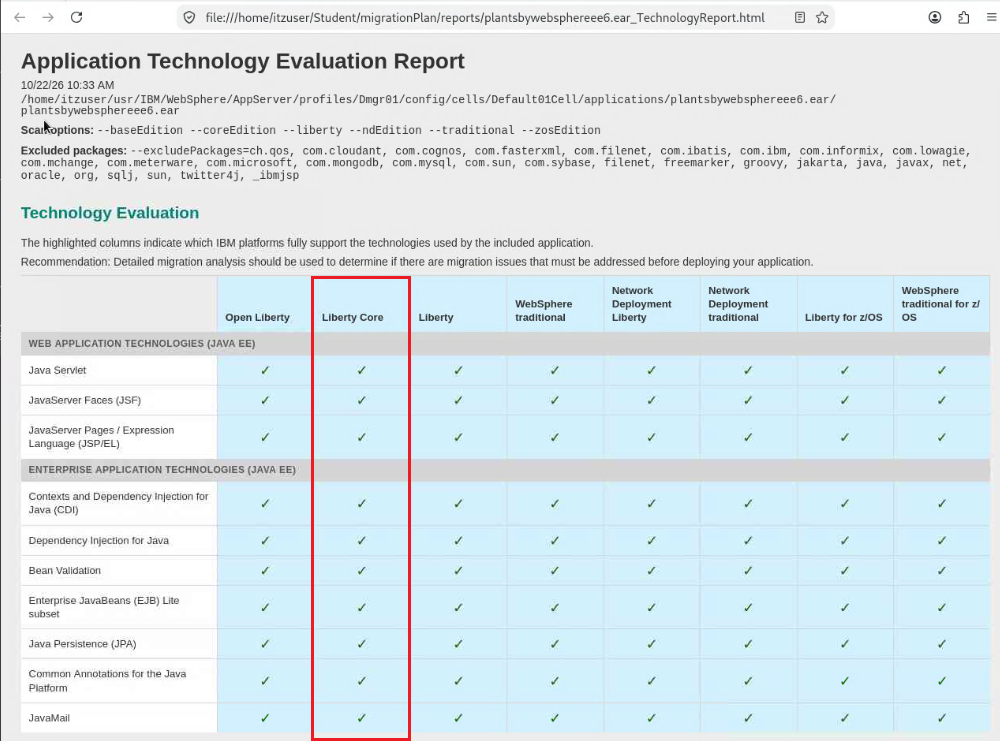 file:///home/itzuser/Student/migrationPlan/reports/plantsbywebsphereee6.ear_TechnologyReport.html
Application Technology Evaluation Report
10/22/26 10:33 AM
/home/itzuser/usr/IBM/WebSphere/AppServer/profiles/Dmgr01/config/cells/Default01Cell/applications/plantsbywebsphereee6.ear/
plantsbywebsphereee6.ear
Scan options: --baseEdition --coreEdition --liberty --ndEdition --traditional --zosEdition
Excluded packages: --excludePackages=ch.qos, com.cloudant, com.cognos, com.fasterxml, com.filenet, com.ibatis, com.ibm, com.informix, com.lowagie,
com.mchange, com.meterware, com.microsoft, com.mongodb, com.mysql, com.sun, com.sybase, filenet, freemarker, groovy, jakarta, java, javax, net,
oracle, org, sqlj, sun, twitter4j, _ibmjsp
Technology Evaluation
The highlighted columns indicate which IBM platforms fully support the technologies used by the included application.
Recommendation: Detailed migration analysis should be used to determine if there are migration issues that must be addressed before deploying your application.
Open Liberty
Liberty Core
Liberty
WebSphere
traditional
Network
Deployment
Liberty
Network
Deployment
traditional
Liberty for z/OS
WebSphere
traditional for z/
OS
WEB APPLICATION TECHNOLOGIES (JAVA EE)
Java Servlet ✓ ✓ ✓ ✓ ✓ ✓ ✓ ✓
JavaServer Faces (JSF) ✓ ✓ ✓ ✓ ✓ ✓ ✓ ✓
JavaServer Pages / Expression
Language (JSP/EL) ✓ ✓ ✓ ✓ ✓ ✓ ✓ ✓
ENTERPRISE APPLICATION TECHNOLOGIES (JAVA EE)
Contexts and Dependency Injection for
Java (CDI) ✓ ✓ ✓ ✓ ✓ ✓ ✓ ✓
Dependency Injection for Java ✓ ✓ ✓ ✓ ✓ ✓ ✓ ✓
Bean Validation ✓ ✓ ✓ ✓ ✓ ✓ ✓ ✓
Enterprise JavaBeans (EJB) Lite
subset ✓ ✓ ✓ ✓ ✓ ✓ ✓ ✓
Java Persistence (JPA) ✓ ✓ ✓ ✓ ✓ ✓ ✓ ✓
Common Annotations for the Java
Platform ✓ ✓ ✓ ✓ ✓ ✓ ✓ ✓
JavaMail ✓ ✓ ✓ ✓ ✓ ✓ ✓ ✓